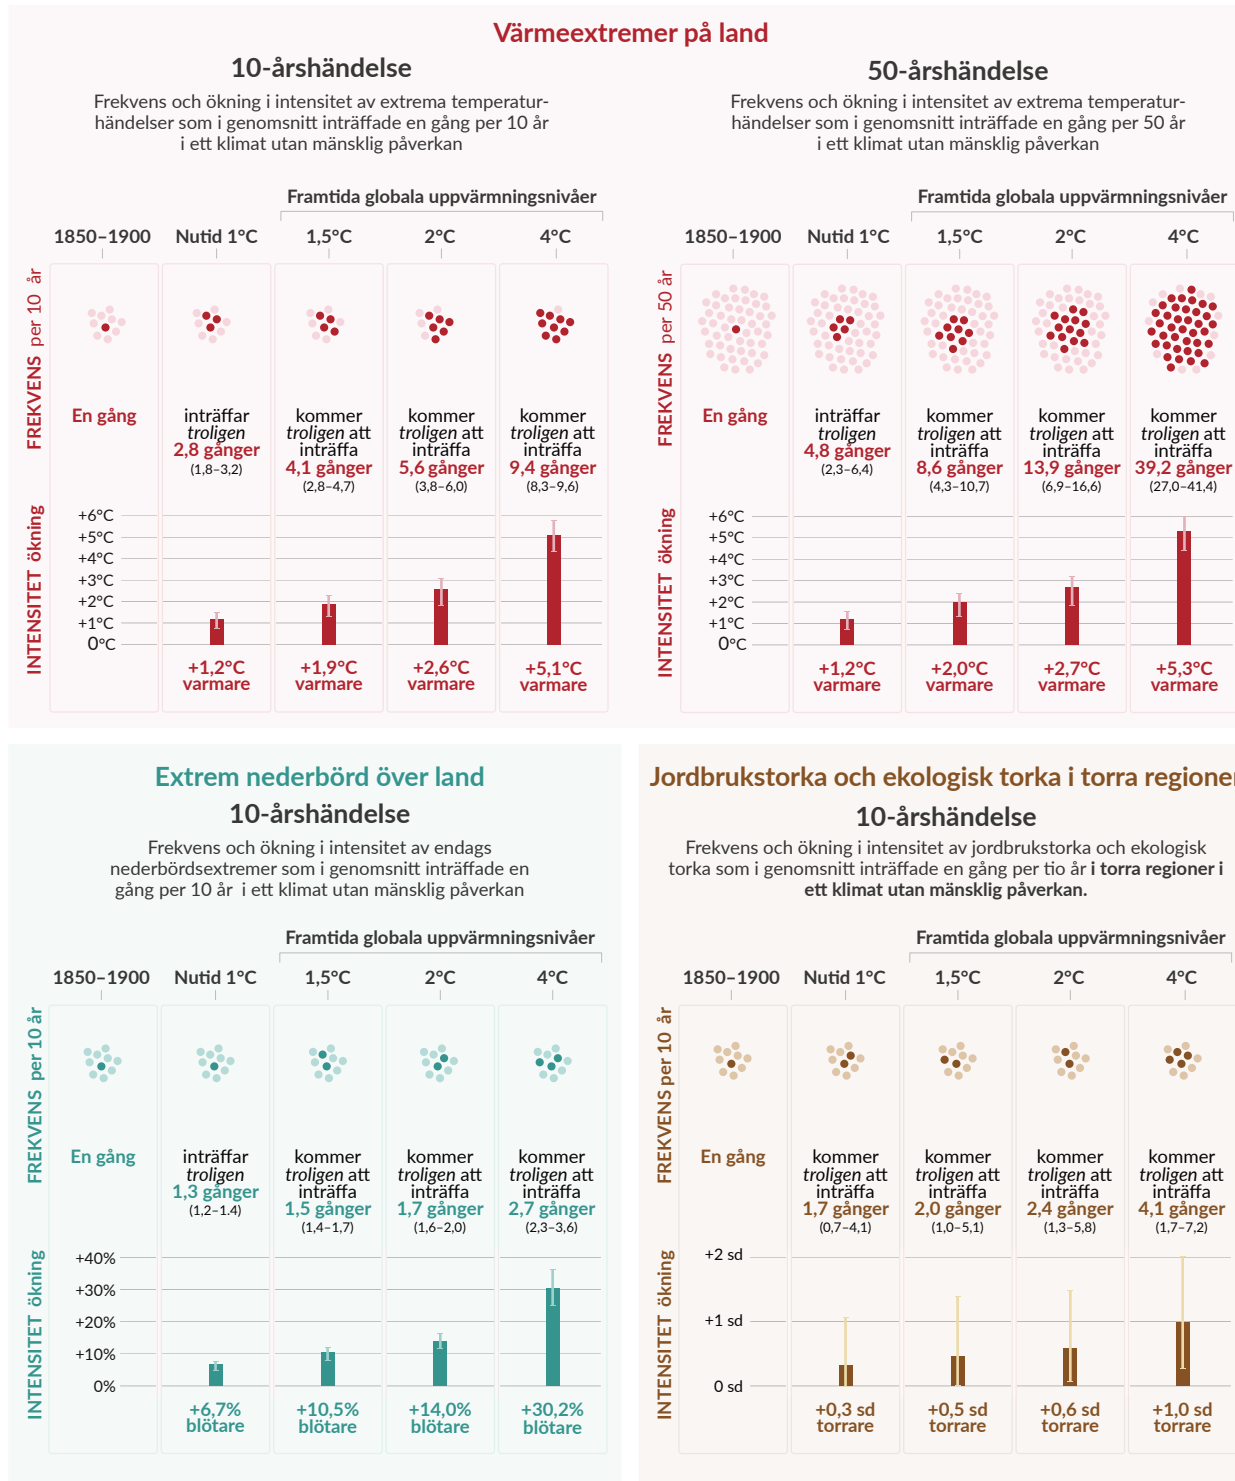 Värmeextremer på land
10-årshändelse
Frekvens och ökning i intensitet av extrema temperatur-
händelser som i genomsnitt inträffade en gång per 10 år
i ett klimat utan mänsklig påverkan
Framtida globala uppvärmningsnivåer
1850–1900 Nutid 1°C 1,5°C 2°C 4°C
FREKVENS per 10 år
En gång
inträffar
troligen
2,8 gånger
(1,8–3,2)
kommer
troligen att
inträffa
4,1 gånger
(2,8–4,7)
kommer
troligen att
inträffa
5,6 gånger
(3,8–6,0)
kommer
troligen att
inträffa
9,4 gånger
(8,3–9,6)
INTENSITET ökning
+6°C
+5°C
+4°C
+3°C
+2°C
+1°C
0°C
+1,2°C
varmare
+1,9°C
varmare
+2,6°C
varmare
+5,1°C
varmare
50-årshändelse
Frekvens och ökning i intensitet av extrema temperatur-
händelser som i genomsnitt inträffade en gång per 50 år
i ett klimat utan mänsklig påverkan
Framtida globala uppvärmningsnivåer
1850–1900 Nutid 1°C 1,5°C 2°C 4°C
FREKVENS per 50 år
En gång
inträffar
troligen
4,8 gånger
(2,3–6,4)
kommer
troligen att
inträffa
8,6 gånger
(4,3–10,7)
kommer
troligen att
inträffa
13,9 gånger
(6,9–16,6)
kommer
troligen att
inträffa
39,2 gånger
(27,0–41,4)
INTENSITET ökning
+6°C
+5°C
+4°C
+3°C
+2°C
+1°C
0°C
+1,2°C
varmare
+2,0°C
varmare
+2,7°C
varmare
+5,3°C
varmare
Extrem nederbörd över land
10-årshändelse
Frekvens och ökning i intensitet av endags
nederbördsextremer som i genomsnitt inträffade en
gång per 10 år i ett klimat utan mänsklig påverkan
Framtida globala uppvärmningsnivåer
1850–1900 Nutid 1°C 1,5°C 2°C 4°C
FREKVENS per 10 år
En gång
inträffar
troligen
1,3 gånger
(1,2–1.4)
kommer
troligen att
inträffa
1,5 gånger
(1,4–1,7)
kommer
troligen att
inträffa
1,7 gånger
(1,6–2,0)
kommer
troligen att
inträffa
2,7 gånger
(2,3–3,6)
INTENSITET ökning
+40%
+30%
+20%
+10%
0%
+6,7%
blötare
+10,5%
blötare
+14,0%
blötare
+30,2%
blötare
Jordbrukstorka och ekologisk torka i torra regioner
10-årshändelse
Frekvens och ökning i intensitet av jordbrukstorka och ekologisk
torka som i genomsnitt inträffade en gång per tio år i torra regioner i
ett klimat utan mänsklig påverkan.
Framtida globala uppvärmningsnivåer
1850–1900 Nutid 1°C 1,5°C 2°C 4°C
FREKVENS per 10 år
En gång
kommer
troligen att
inträffa
1,7 gånger
(0,7–4,1)
kommer
troligen att
inträffa
2,0 gånger
(1,0–5,1)
kommer
troligen att
inträffa
2,4 gånger
(1,3–5,8)
kommer
troligen att
inträffa
4,1 gånger
(1,7–7,2)
INTENSITET ökning
+2 sd
+1 sd
0 sd
+0,3 sd
torrare
+0,5 sd
torrare
+0,6 sd
torrare
+1,0 sd
torrare